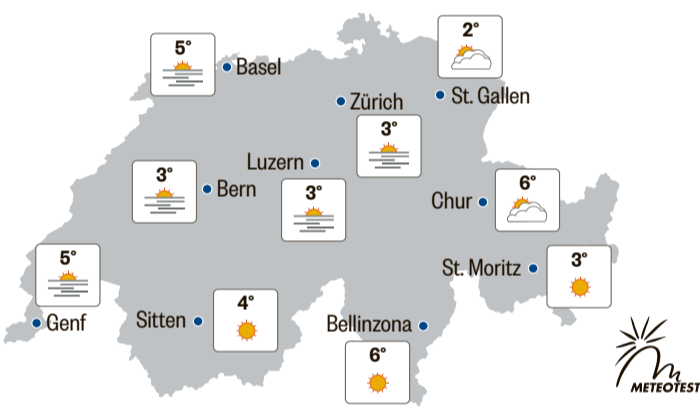 2°
5°
Basel
Zürich
St. Gallen
3°
Luzern
3°
Bern
3°
6°
Chur
5°
St. Moritz
3°
Genf
Sitten
4°
Bellinzona
6°
METEOTEST